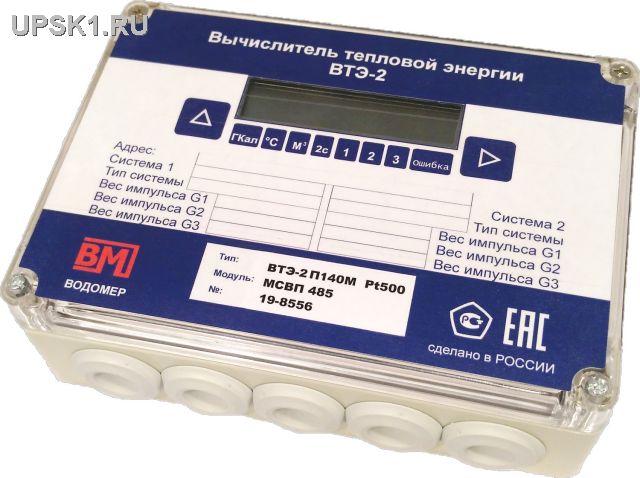 UPSK1.RU
Вычислитель тепловой энергии
ВТЭ-2
ГКал °С М³ 2с 1 2 3 Ошибка
Адрес:
Система 1
Тип системы
Вес импульса G1
Вес импульса G2
Вес импульса G3
Система 2
Тип системы
Вес импульса G1
Вес импульса G2
Вес импульса G3
ВМ
ВОДОМЕР
Тип: ВТЭ-2 П140М Pt500
Модуль: МСВП 485
№: 19-8556
РСТ
ЕАС
сделано в РОССИИ